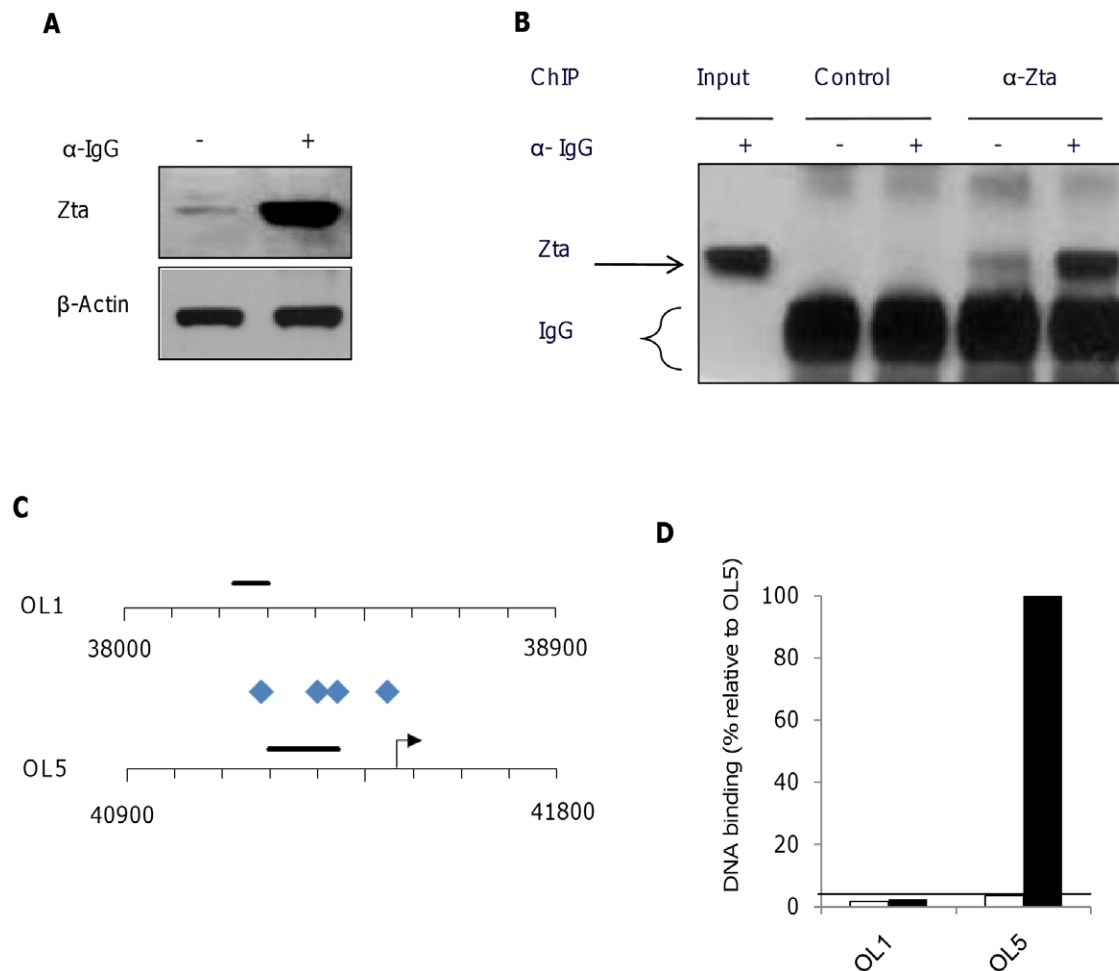 A
α-IgG - +
Zta
β-Actin
B
ChIP Input Control α-Zta
α- IgG + - + - +
Zta
IgG
C
OL1
38000 38900
OL5
40900 41800
D
DNA binding (% relative to OL5)
100
80
60
40
20
0
OL1 OL5